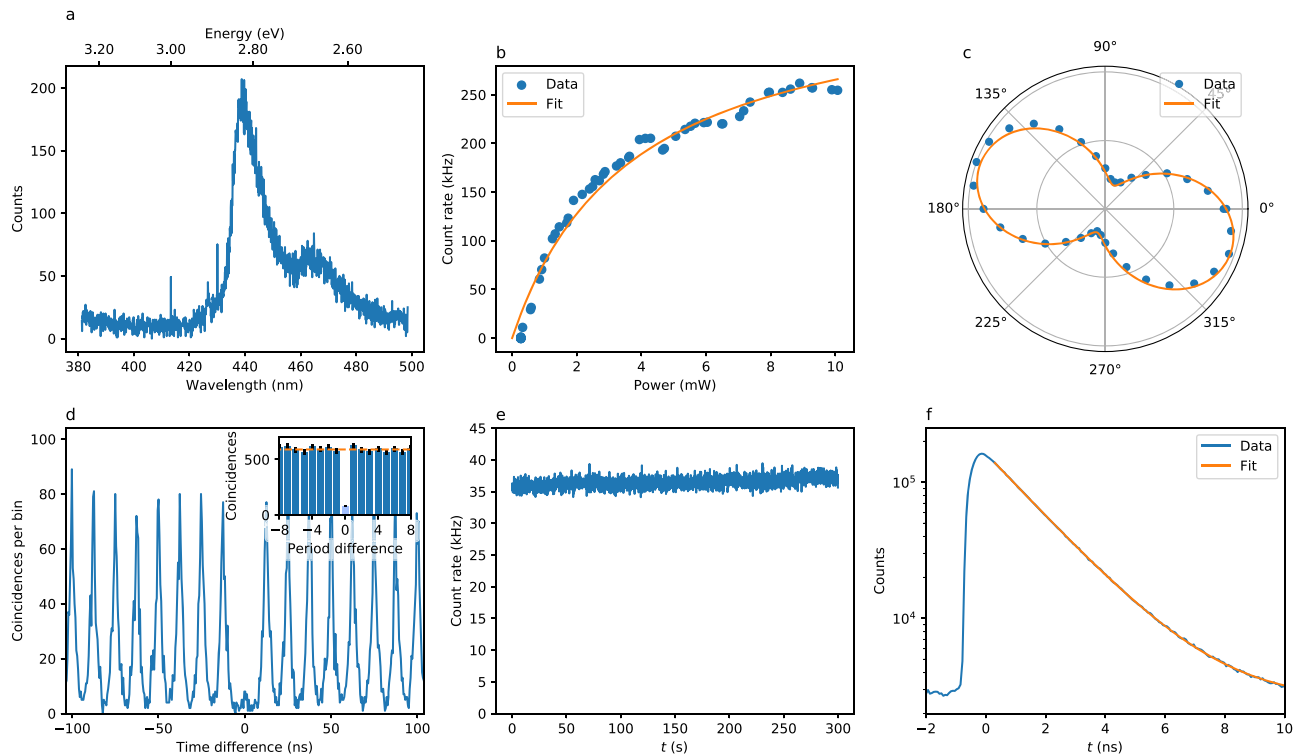 a
Energy (eV)
3.20 3.00 2.80 2.60
Counts
200
150
100
50
0
380 400 420 440 460 480 500
Wavelength (nm)
b
Data
Fit
Count rate (kHz)
250
200
150
100
50
0
0 2 4 6 8 10
Power (mW)
c
90°
135° 45°
Data
Fit
180° 0°
225° 315°
270°
d
Coincidences per bin
100
80
60
40
20
0
−100 −50 0 50 100
Time difference (ns)
Coincidences
500
0
−8 −4 0 4 8
Period difference
e
Count rate (kHz)
45
40
35
30
25
20
15
10
5
0
0 50 100 150 200 250 300
t (s)
f
Data
Fit
Counts
10⁵
10⁴
−2 0 2 4 6 8 10
t (ns)